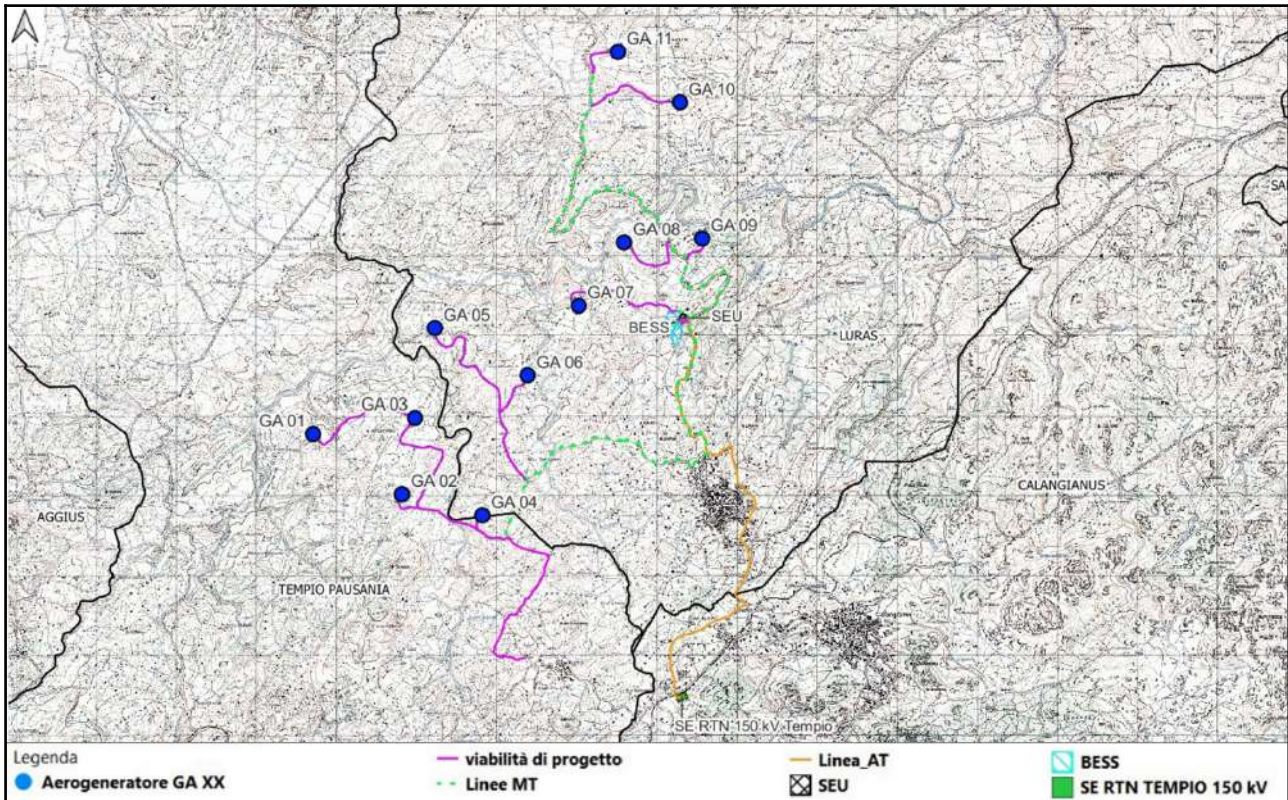 GA 11
GA 10
GA 08
GA 09
GA 07
SEU
BESS
GA 05
LURAS
GA 06
GA 03
GA 01
GA 02
GA 04
CALANGIANUS
AGGIUS
TEMPIO PAUSANIA
SE RTN 150 kV Tempio
Legenda
Aerogeneratore GA XX
viabilità di progetto
Linee MT
Linea_AT
SEU
BESS
SE RTN TEMPIO 150 kV